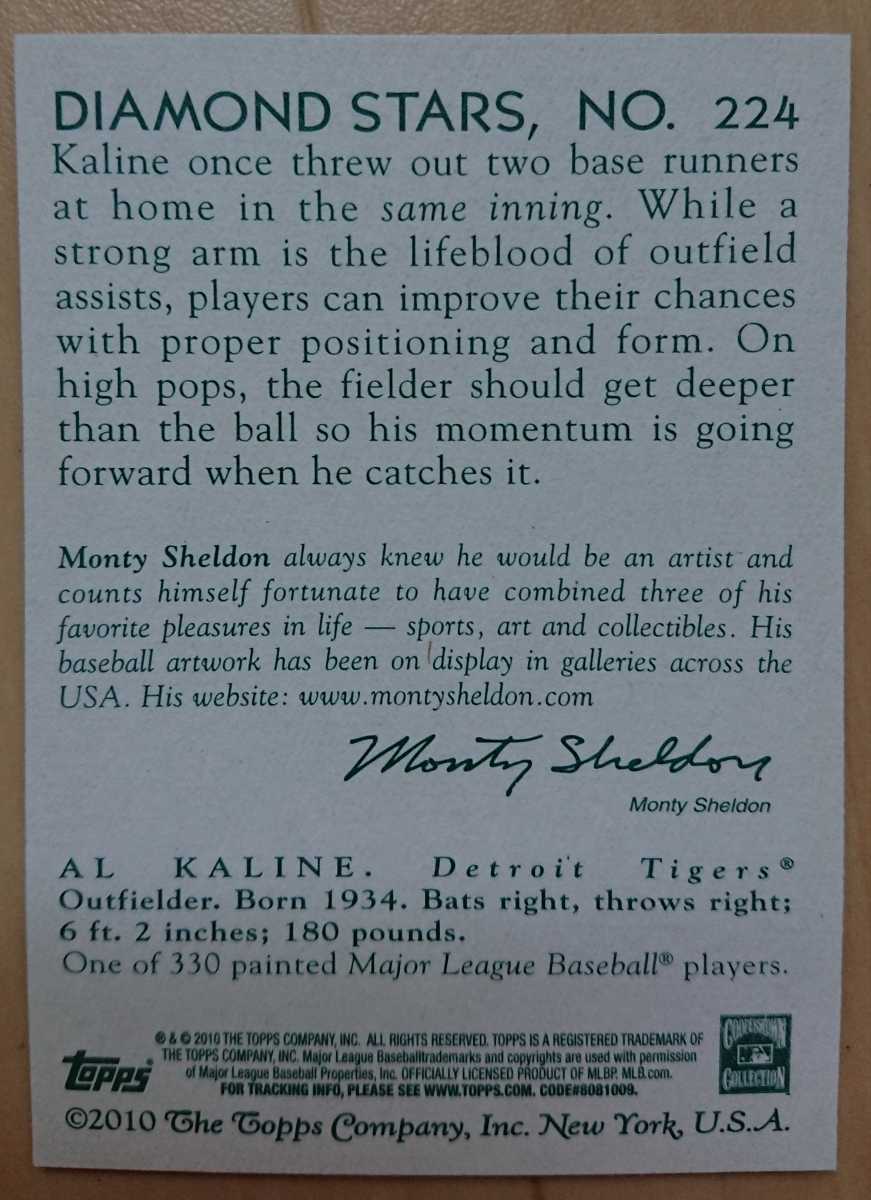 DIAMOND STARS, NO. 224
Kaline once threw out two base runners
at home in the same inning. While a
strong arm is the lifeblood of outfield
assists, players can improve their chances
with proper positioning and form. On
high pops, the fielder should get deeper
than the ball so his momentum is going
forward when he catches it.
Monty Sheldon always knew he would be an artist and
counts himself fortunate to have combined three of his
favorite pleasures in life — sports, art and collectibles. His
baseball artwork has been on display in galleries across the
USA. His website: www.montysheldon.com
Monty Sheldon
Monty Sheldon
AL KALINE. Detroit Tigers®
Outfielder. Born 1934. Bats right, throws right;
6 ft. 2 inches; 180 pounds.
One of 330 painted Major League Baseball® players.
® & © 2010 THE TOPPS COMPANY, INC. ALL RIGHTS RESERVED. TOPPS IS A REGISTERED TRADEMARK OF
THE TOPPS COMPANY, INC. Major League Baseballtrademarks and copyrights are used with permission
of Major League Baseball Properties, Inc. OFFICIALLY LICENSED PRODUCT OF MLBP. MLB.com.
FOR TRACKING INFO, PLEASE SEE WWW.TOPPS.COM. CODE#8081009.
topps®
COOPERSTOWN
COLLECTION
©2010 The Topps Company, Inc. New York, U.S.A.